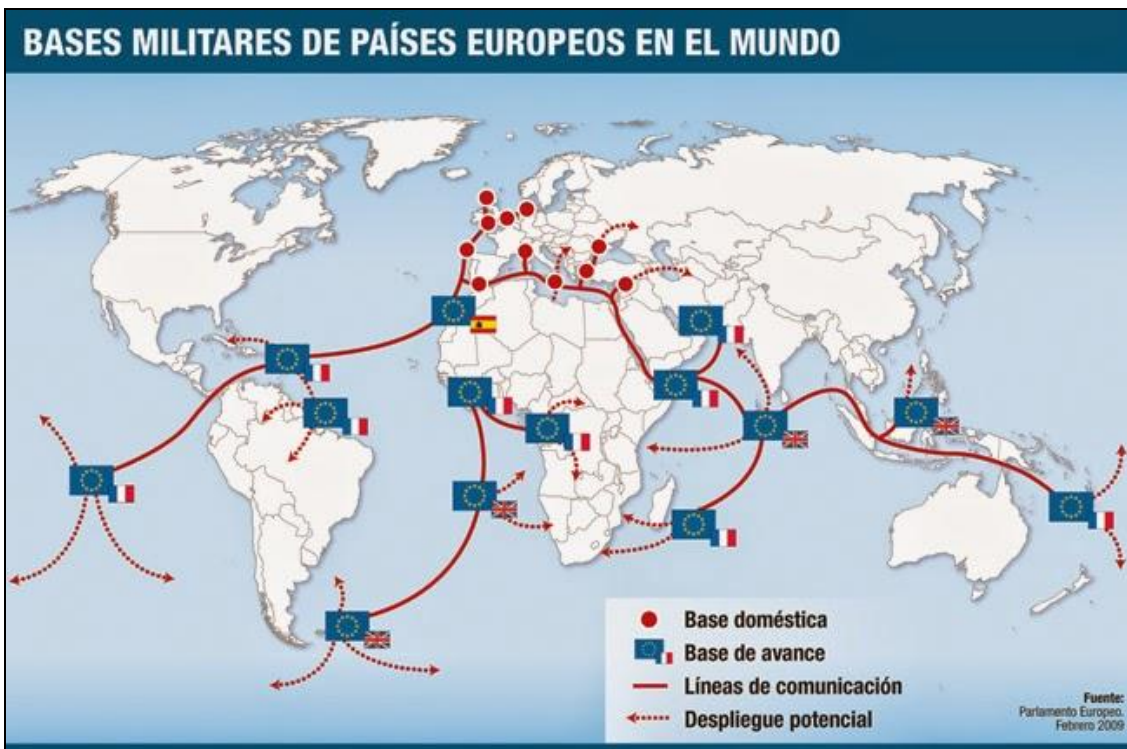 BASES MILITARES DE PAÍSES EUROPEOS EN EL MUNDO
Base doméstica
Base de avance
Líneas de comunicación
Despliegue potencial
Fuente:
Parlamento Europeo.
Febrero 2009